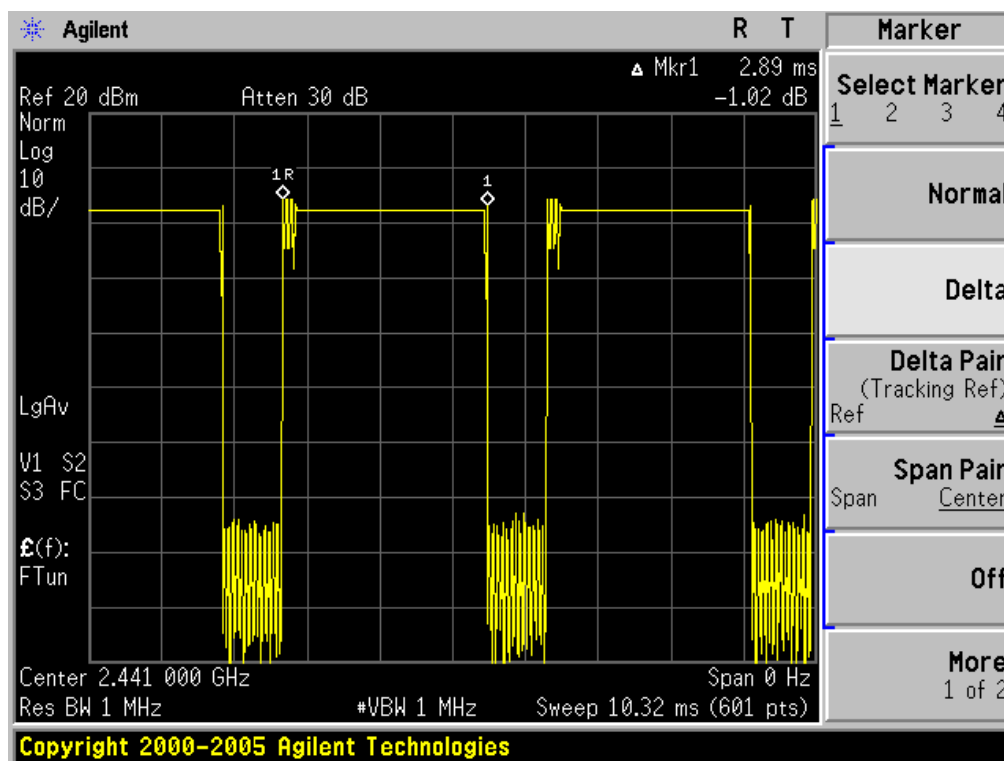 Agilent R T
Marker
Δ Mkr1 2.89 ms
Ref 20 dBm Atten 30 dB -1.02 dB
Norm
Log
10
dB/
1R
1
LgAv
V1 S2
S3 FC
£(f):
FTun
Center 2.441 000 GHz Span 0 Hz
Res BW 1 MHz #VBW 1 MHz Sweep 10.32 ms (601 pts)
Copyright 2000-2005 Agilent Technologies
Select Marker
1 2 3 4
Normal
Delta
Delta Pair
(Tracking Ref)
Ref Δ
Span Pair
Span Center
Off
More
1 of 2